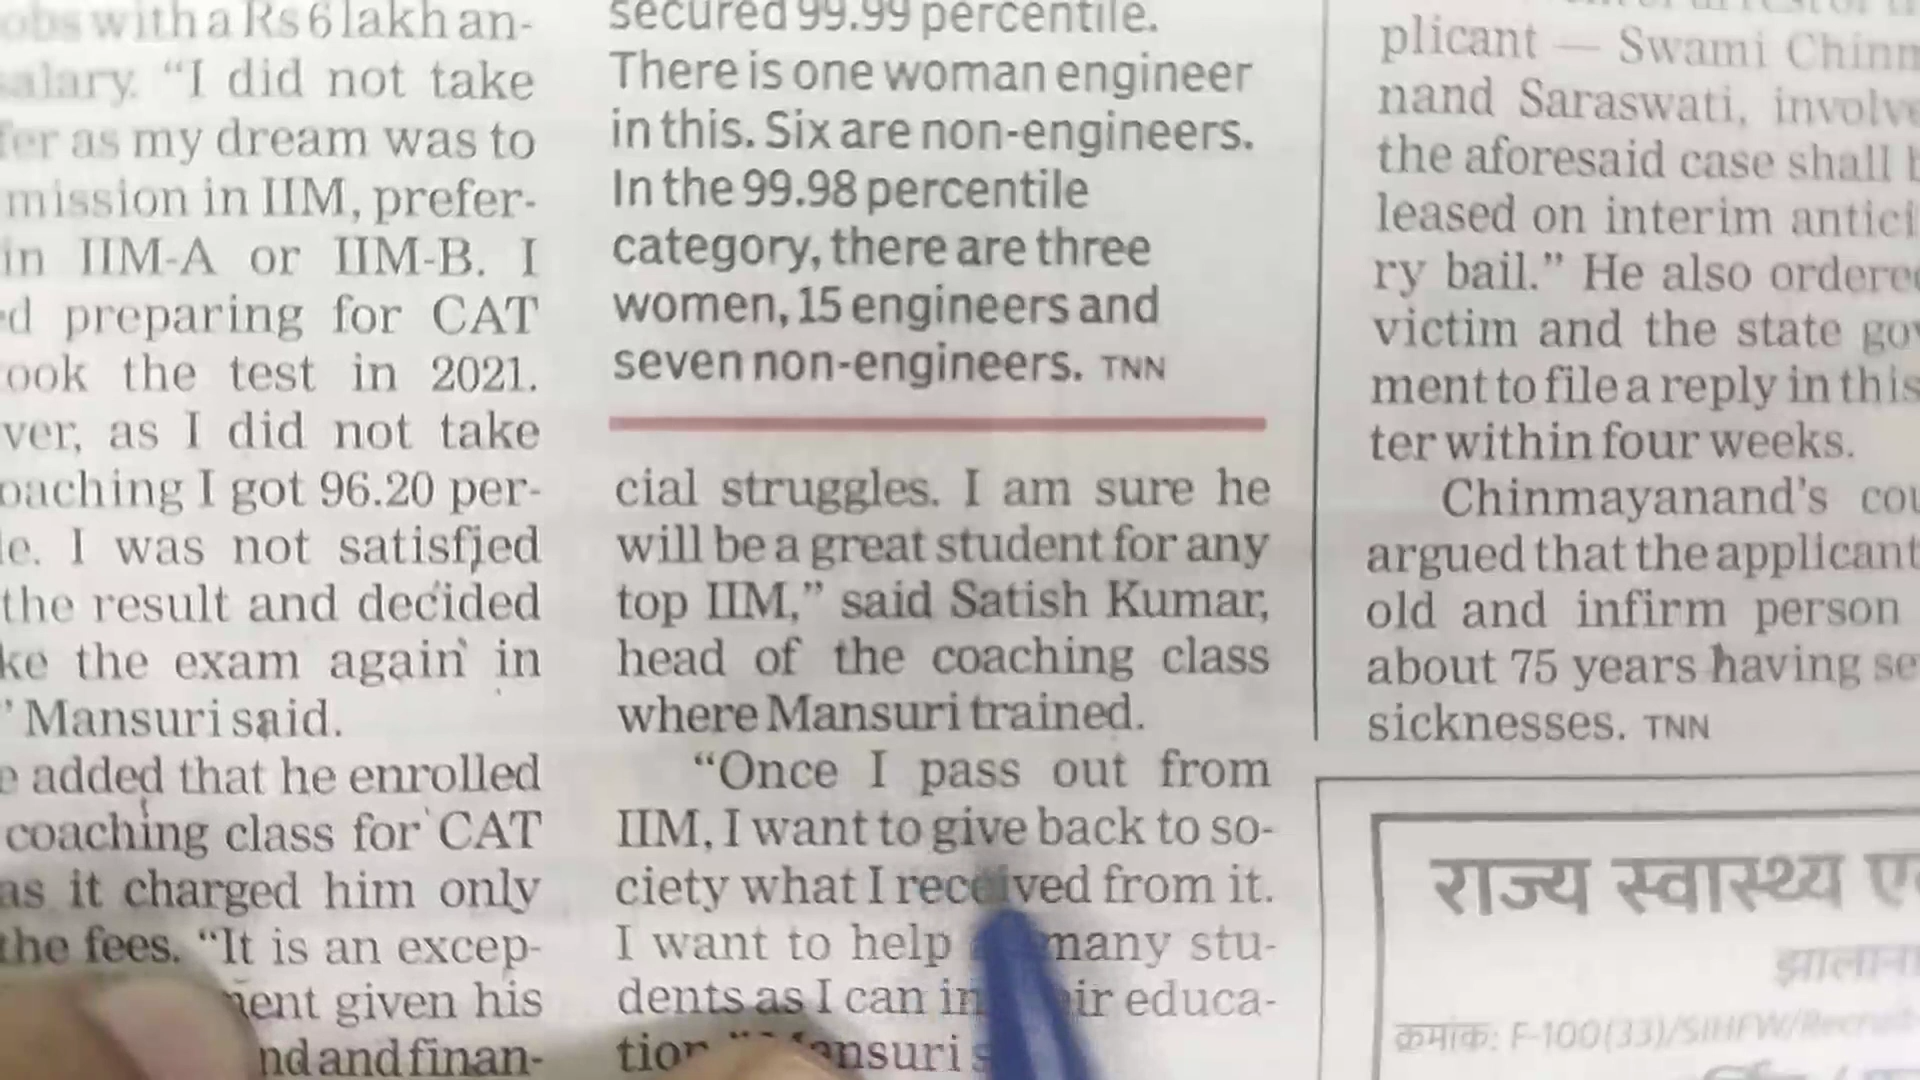 obs with a Rs 6 lakh an-
salary. “I did not take
fer as my dream was to
mission in IIM, prefer-
in IIM-A or IIM-B. I
preparing for CAT
ook the test in 2021.
ver, as I did not take
oaching I got 96.20 per-
le. I was not satisfied
the result and decided
ke the exam again in
” Mansuri said.
e added that he enrolled
coaching class for CAT
as it charged him only
the fees. “It is an excep-
ent given his
nd and finan-
secured 99.99 percentile.
There is one woman engineer
in this. Six are non-engineers.
In the 99.98 percentile
category, there are three
women, 15 engineers and
seven non-engineers. TNN
cial struggles. I am sure he
will be a great student for any
top IIM,” said Satish Kumar,
head of the coaching class
where Mansuri trained.
“Once I pass out from
IIM, I want to give back to so-
ciety what I received from it.
I want to help many stu-
dents as I can in eir educa-
tion,” Mansuri s
plicant — Swami Chinm
nand Saraswati, involve
the aforesaid case shall b
leased on interim antici
ry bail.” He also ordered
victim and the state gov
ment to file a reply in this
ter within four weeks.
Chinmayanand’s cou
argued that the applicant
old and infirm person
about 75 years having se
sicknesses. TNN
राज्य स्वास्थ्य ए
झालाना
क्रमांक: F-100(33)/SIHFW/Recruit